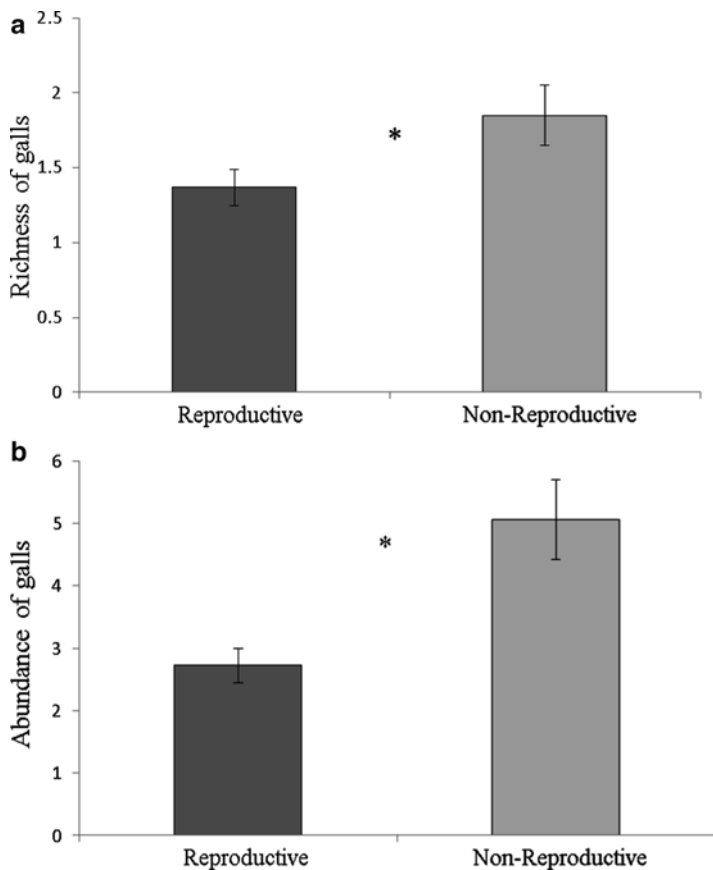 a
Richness of galls
2.5
2
1.5
1
0.5
0
*
Reproductive Non-Reproductive
b
Abundance of galls
6
5
4
3
2
1
0
*
Reproductive Non-Reproductive